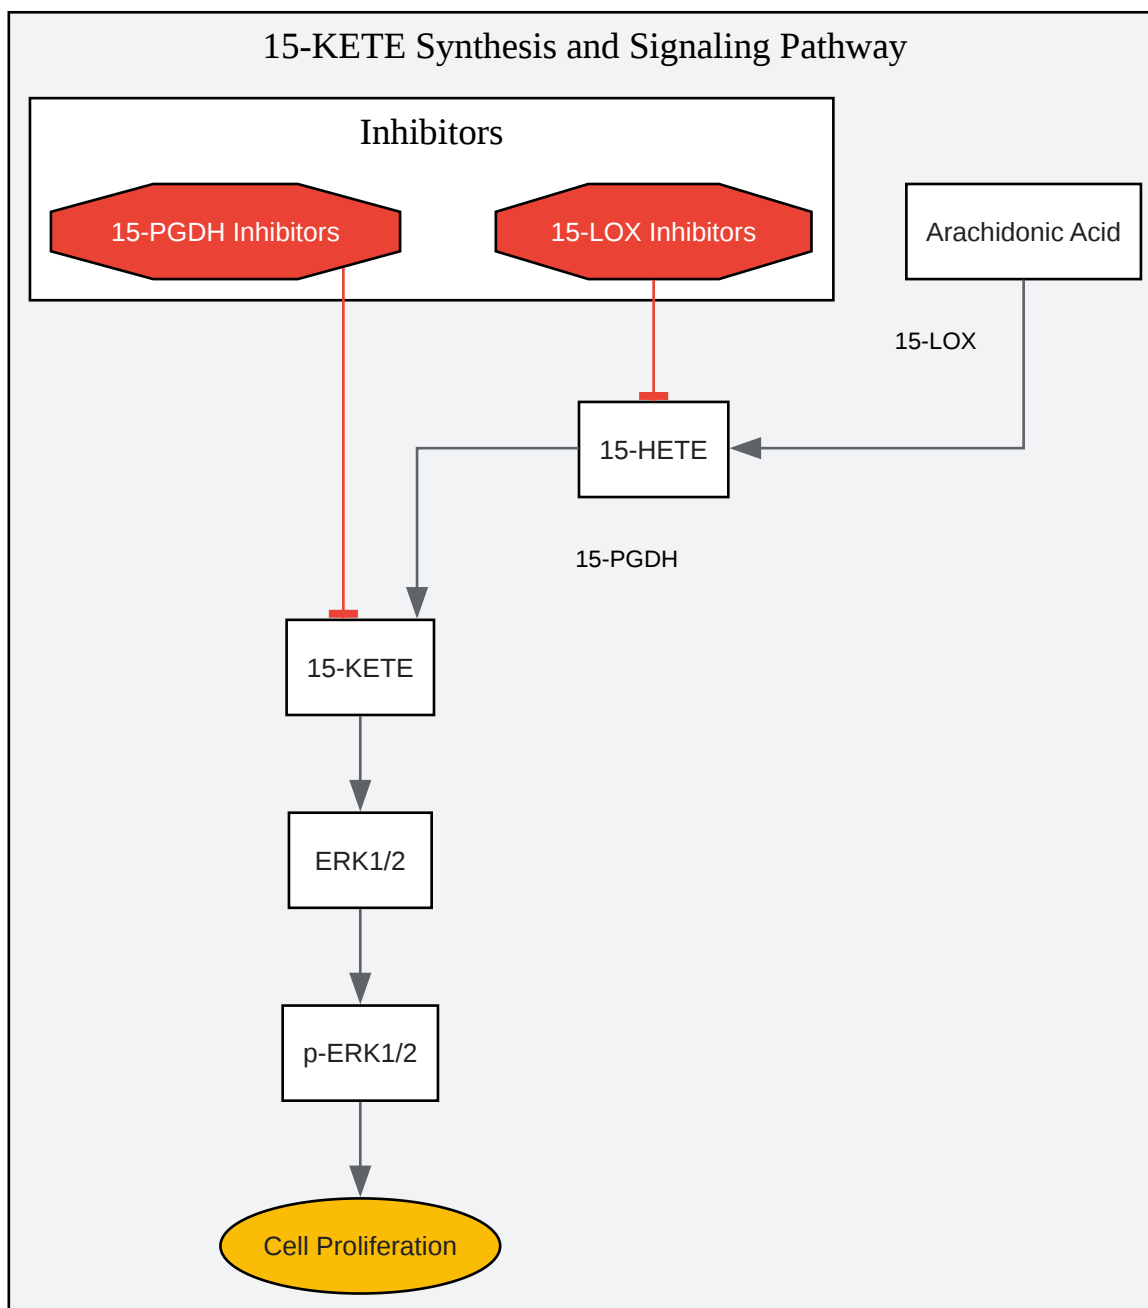 15-KETE Synthesis and Signaling Pathway
Inhibitors
15-PGDH Inhibitors
15-LOX Inhibitors
Arachidonic Acid
15-LOX
15-HETE
15-PGDH
15-KETE
ERK1/2
p-ERK1/2
Cell Proliferation